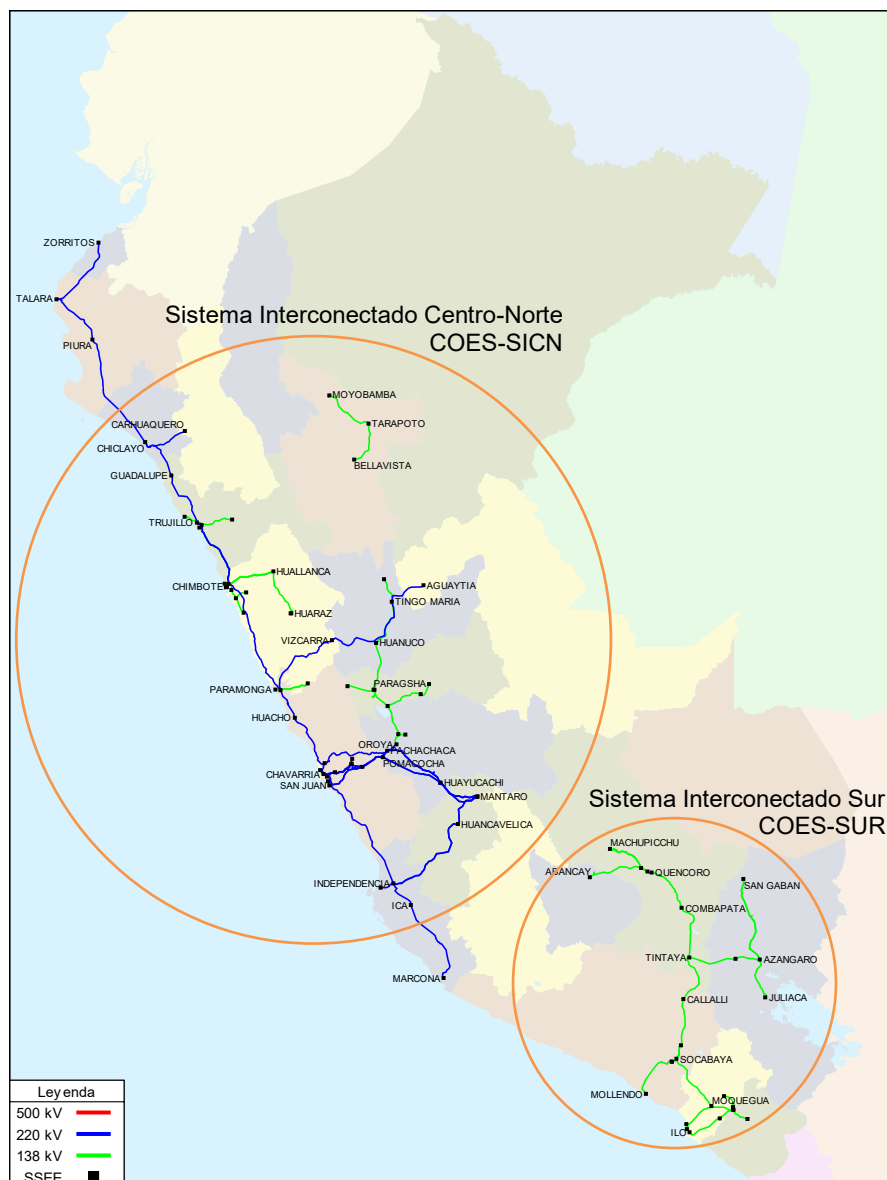 ZORRITOS
TALARA
Sistema Interconectado Centro-Norte
COES-SICN
PIURA
MOYOBAMBA
TARAPOTO
CARHUAQUERO
CHICLAYO
BELLAVISTA
GUADALUPE
TRUJILLO
HUALLANCA
CHIMBOTE
AGUAYTIA
TINGO MARIA
HUARAZ
VIZCARRA
HUANUCO
PARAGSHA
PARAMONGA
HUACHO
OROYA
PACHACHACA
POMACOCHA
CHAVARRIA
SAN JUAN
HUAYUCACHI
MANTARO
Sistema Interconectado Sur
COES-SUR
HUANCAVELICA
MACHUPICCHU
ABANCAY
QUENCORO
INDEPENDENCIA
SAN GABAN
ICA
COMBAPATA
TINTAYA
AZANGARO
MARCONA
CALLALLI
JULIACA
SOCABAYA
MOLLENDO
MOQUEGUA
ILO
Leyenda
500 kV
220 kV
138 kV
SSEE